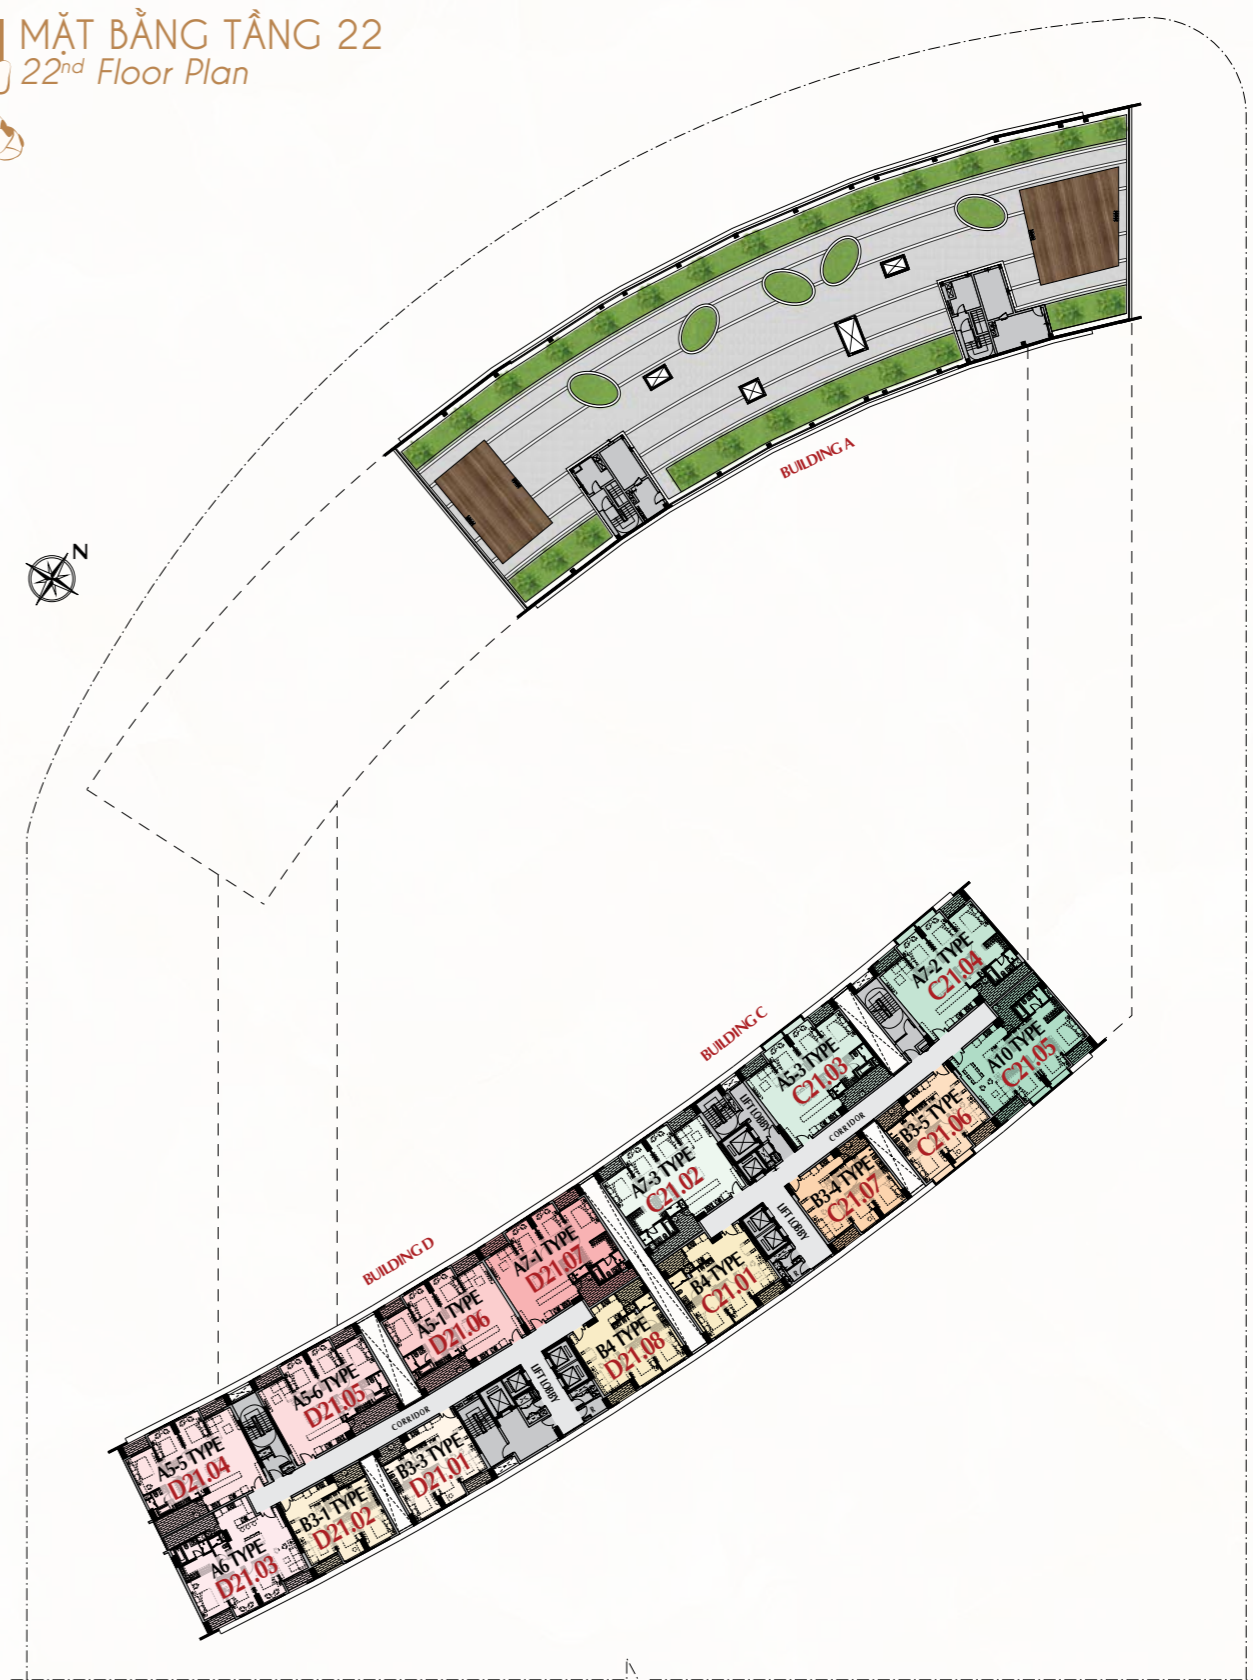 MẶT BẰNG TẦNG 22
22nd Floor Plan
BUILDING A
N
A7-2 TYPE
C21.04
BUILDING C
A10 TYPE
C21.05
A5-3 TYPE
C21.03
LIFT LOBBY
CORRIDOR
B3-5 TYPE
C21.06
A7-3 TYPE
C21.02
B3-4 TYPE
C21.07
LIFT LOBBY
BUILDING D
A7-1 TYPE
D21.07
B4 TYPE
C21.01
A5-1 TYPE
D21.06
B4 TYPE
D21.08
A5-6 TYPE
D21.05
LIFT LOBBY
CORRIDOR
A5-5 TYPE
D21.04
B3-3 TYPE
D21.01
B3-1 TYPE
D21.02
A6 TYPE
D21.03